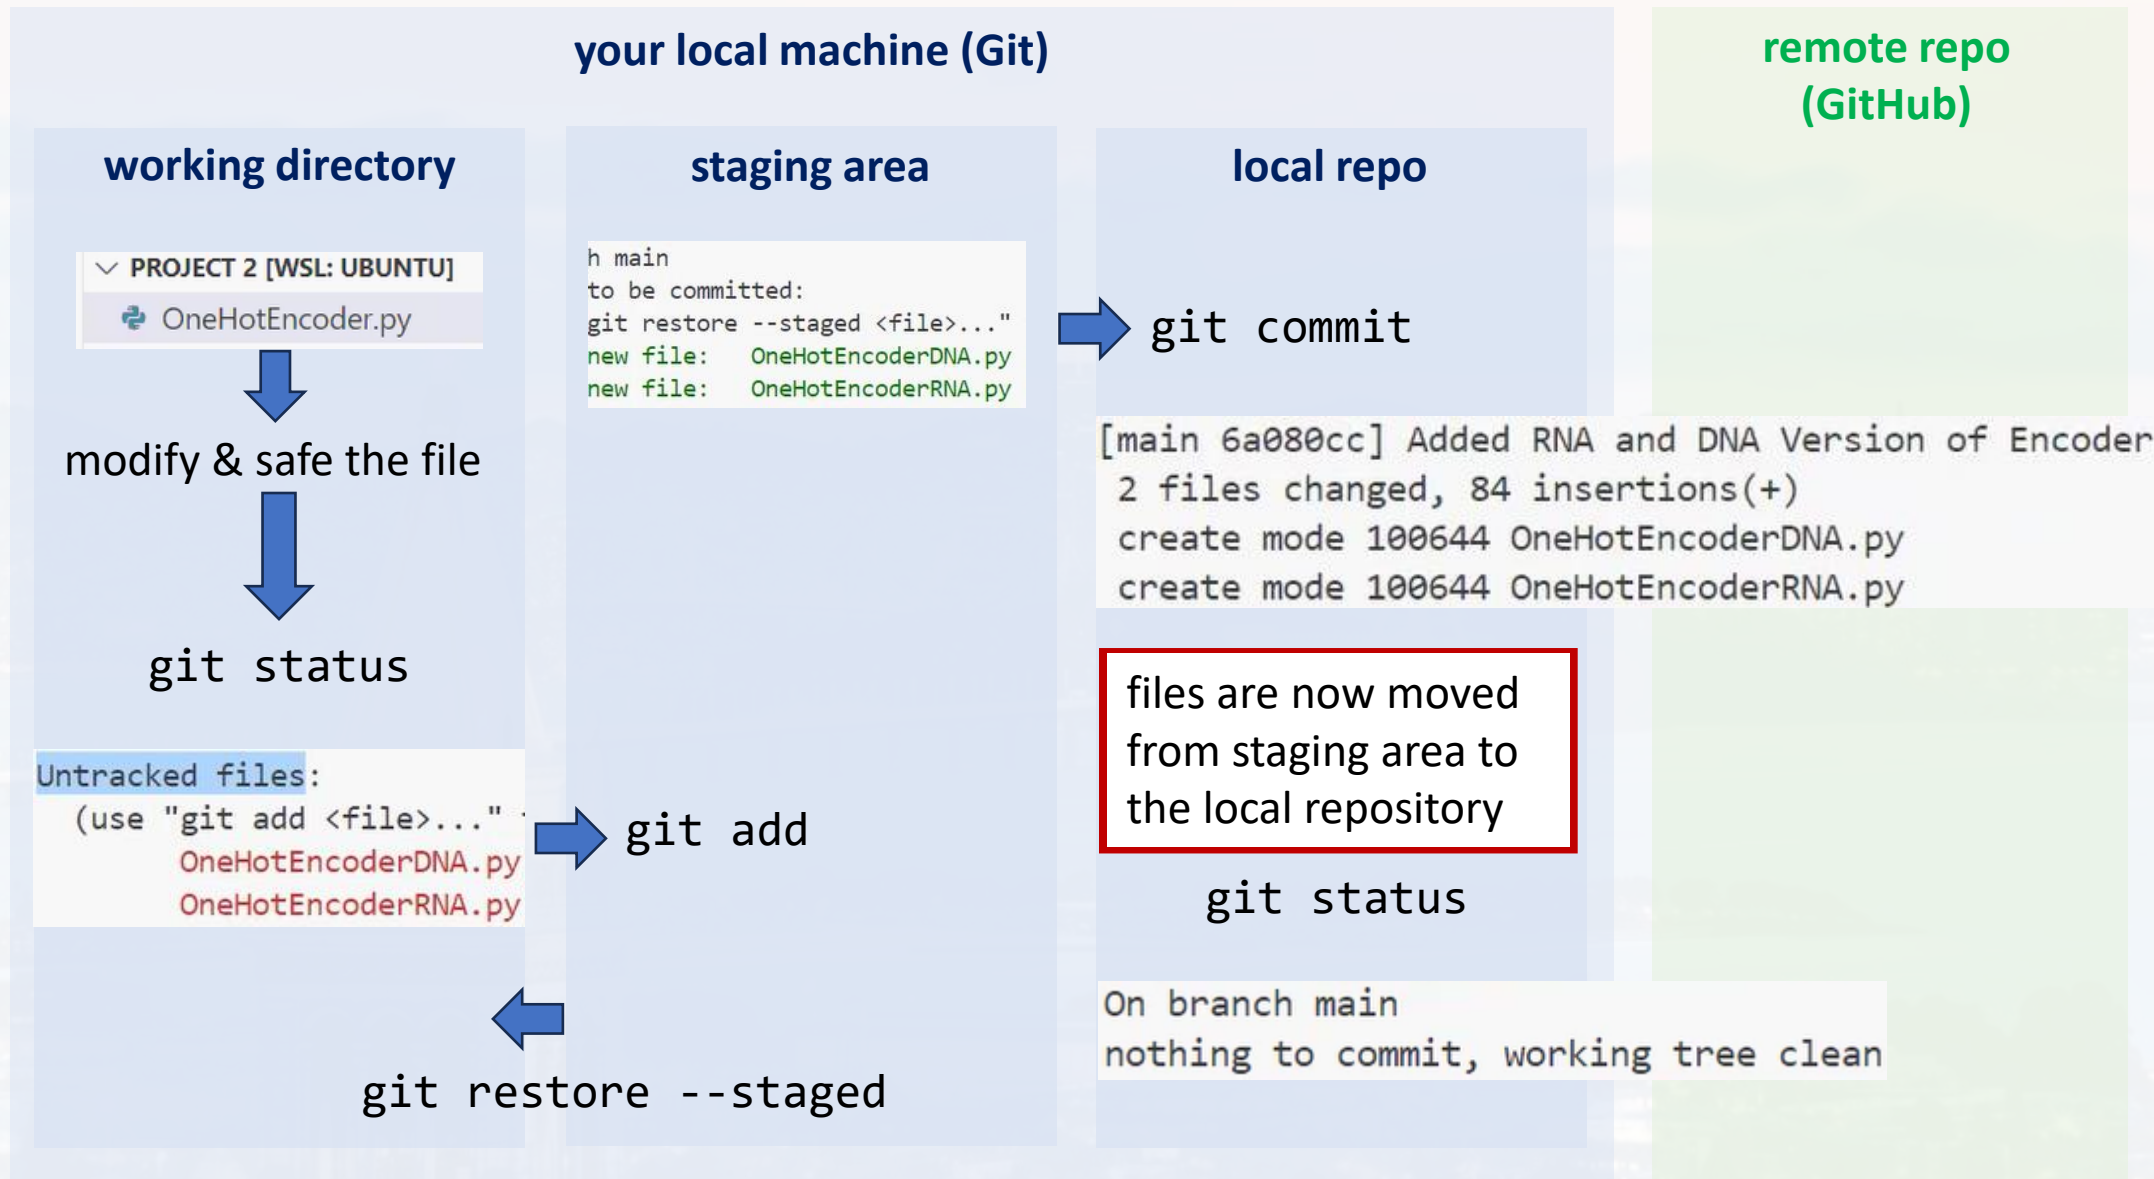 your local machine (Git)
remote repo
(GitHub)
working directory
PROJECT 2 [WSL: UBUNTU]
OneHotEncoder.py
modify & safe the file
git status
Untracked files:
(use "git add <file>..."
OneHotEncoderDNA.py
OneHotEncoderRNA.py
staging area
h main
to be committed:
git restore --staged <file>..."
new file: OneHotEncoderDNA.py
new file: OneHotEncoderRNA.py
git add
git restore --staged
local repo
git commit
[main 6a080cc] Added RNA and DNA Version of Encoder
2 files changed, 84 insertions(+)
create mode 100644 OneHotEncoderDNA.py
create mode 100644 OneHotEncoderRNA.py
files are now moved
from staging area to
the local repository
git status
On branch main
nothing to commit, working tree clean